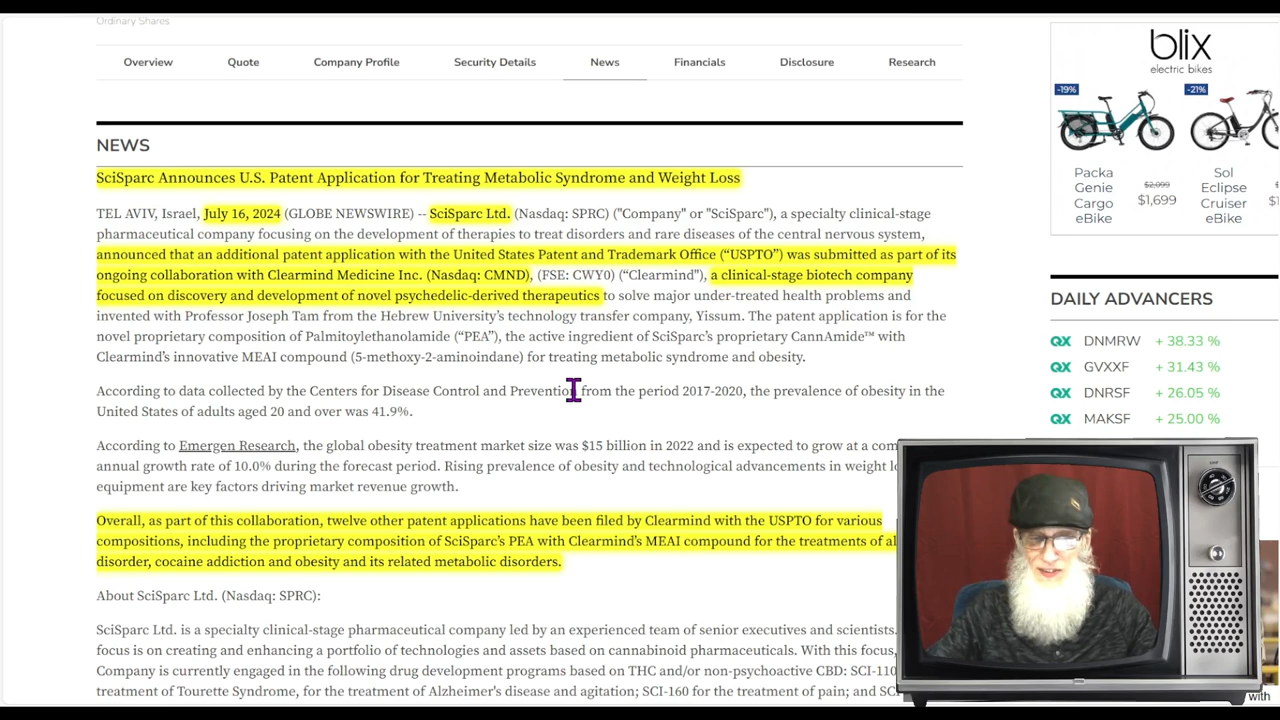 Ordinary Shares
Overview Quote Company Profile Security Details News Financials Disclosure Research
NEWS
SciSparc Announces U.S. Patent Application for Treating Metabolic Syndrome and Weight Loss
TEL AVIV, Israel, July 16, 2024 (GLOBE NEWSWIRE) -- SciSparc Ltd. (Nasdaq: SPRC) ("Company" or "SciSparc"), a specialty clinical-stage
pharmaceutical company focusing on the development of therapies to treat disorders and rare diseases of the central nervous system,
announced that an additional patent application with the United States Patent and Trademark Office (“USPTO”) was submitted as part of its
ongoing collaboration with Clearmind Medicine Inc. (Nasdaq: CMND), (FSE: CWY0) (“Clearmind"), a clinical-stage biotech company
focused on discovery and development of novel psychedelic-derived therapeutics to solve major under-treated health problems and
invented with Professor Joseph Tam from the Hebrew University’s technology transfer company, Yissum. The patent application is for the
novel proprietary composition of Palmitoylethanolamide (“PEA”), the active ingredient of SciSparc’s proprietary CannAmide™ with
Clearmind’s innovative MEAI compound (5-methoxy-2-aminoindane) for treating metabolic syndrome and obesity.
According to data collected by the Centers for Disease Control and Prevention from the period 2017-2020, the prevalence of obesity in the
United States of adults aged 20 and over was 41.9%.
According to Emergen Research, the global obesity treatment market size was $15 billion in 2022 and is expected to grow at a com
annual growth rate of 10.0% during the forecast period. Rising prevalence of obesity and technological advancements in weight lo
equipment are key factors driving market revenue growth.
Overall, as part of this collaboration, twelve other patent applications have been filed by Clearmind with the USPTO for various
compositions, including the proprietary composition of SciSparc’s PEA with Clearmind’s MEAI compound for the treatments of al
disorder, cocaine addiction and obesity and its related metabolic disorders.
About SciSparc Ltd. (Nasdaq: SPRC):
SciSparc Ltd. is a specialty clinical-stage pharmaceutical company led by an experienced team of senior executives and scientists.
focus is on creating and enhancing a portfolio of technologies and assets based on cannabinoid pharmaceuticals. With this focus,
Company is currently engaged in the following drug development programs based on THC and/or non-psychoactive CBD: SCI-110
treatment of Tourette Syndrome, for the treatment of Alzheimer's disease and agitation; SCI-160 for the treatment of pain; and SC
blix
electric bikes
-19% -21%
Packa
Genie
Cargo
eBike
$2,099
$1,699
Sol
Eclipse
Cruiser
eBike
DAILY ADVANCERS
QX DNMRW + 38.33 %
QX GVXXF + 31.43 %
QX DNRSF + 26.05 %
QX MAKSF + 25.00 %
with